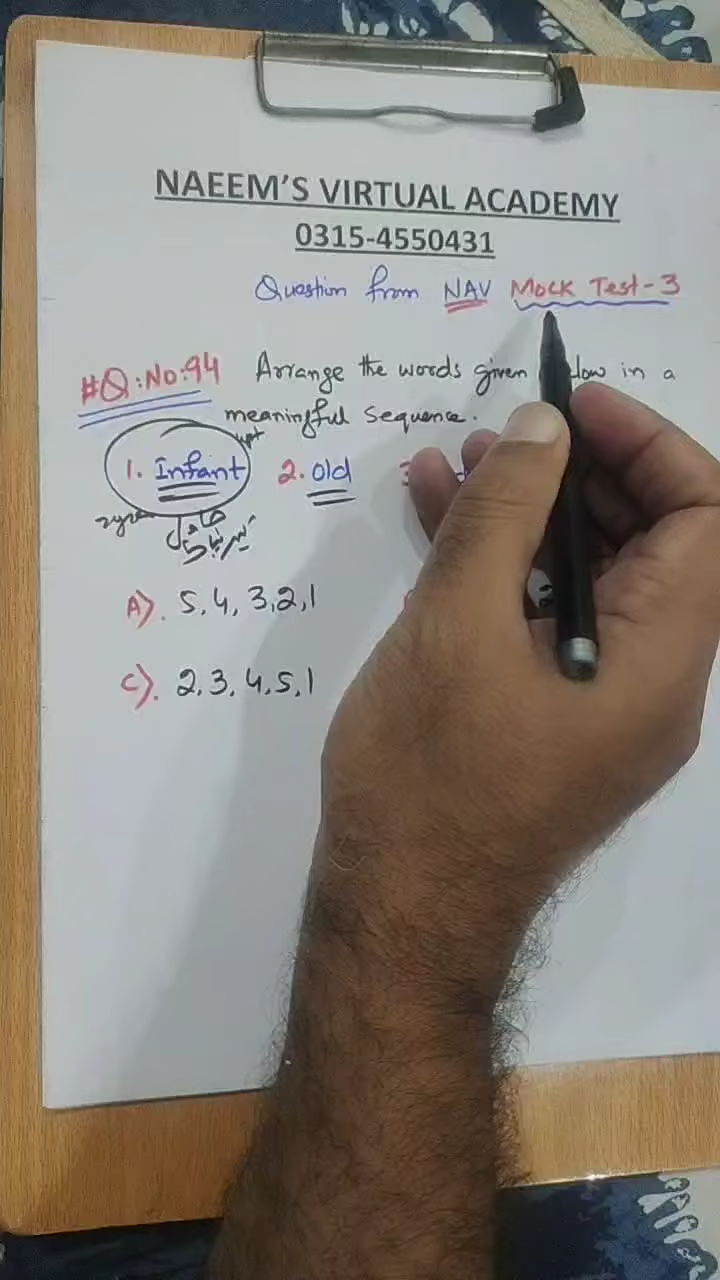 NAEEM'S VIRTUAL ACADEMY
0315-4550431
Question from NAV Mock Test-3
#Q:No:94 Arrange the words given in a
meaningful sequence.
1. Infant 2. Old 3.
A). 5, 4, 3, 2, 1
C). 2, 3, 4, 5, 1